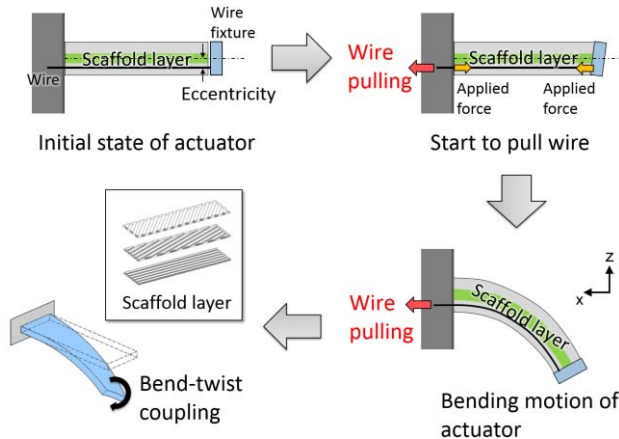 Wire
fixture
Scaffold layer
Wire
Eccentricity
Initial state of actuator
Wire
pulling
Scaffold layer
Applied
force
Applied
force
Start to pull wire
Scaffold layer
Bend-twist
coupling
Wire
pulling
Scaffold layer
z
x
Bending motion of
actuator